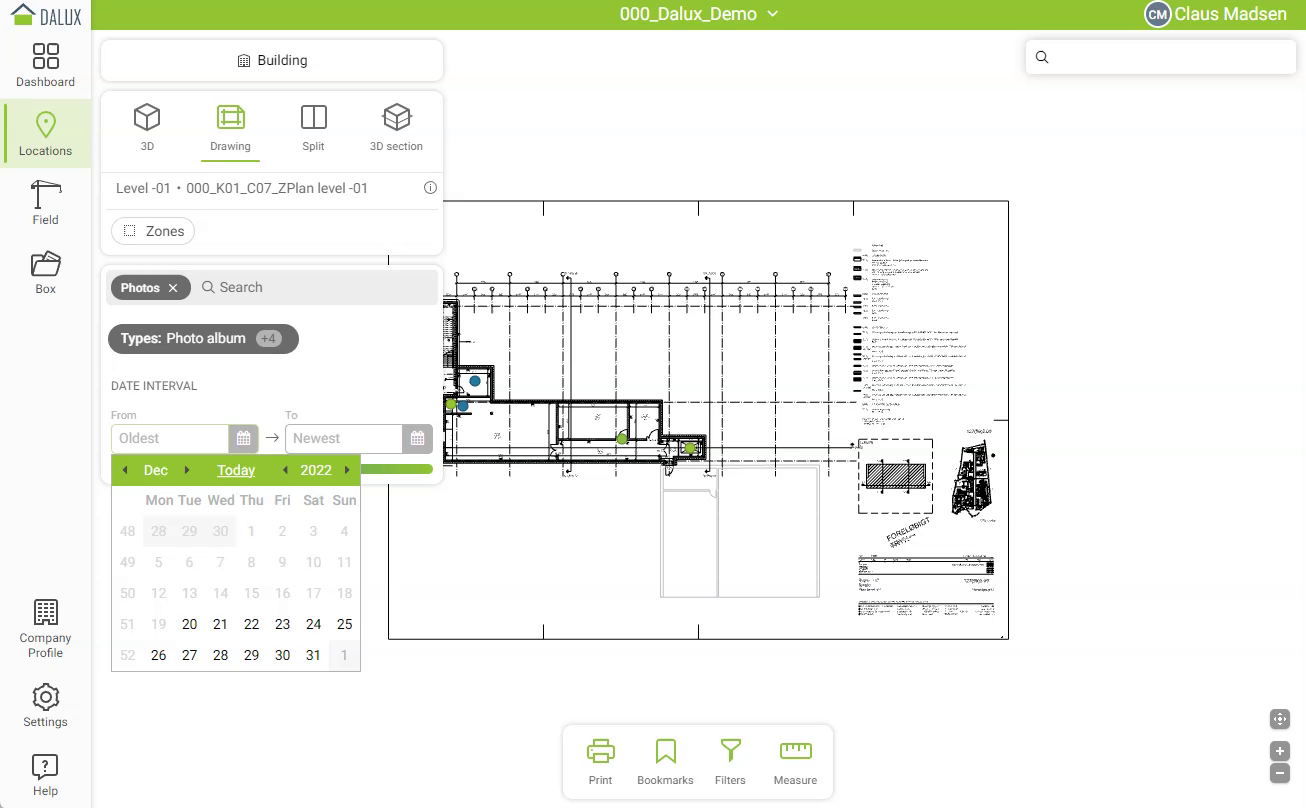 DALUX
000_Dalux_Demo
CM Claus Madsen
Dashboard
Locations
Field
Box
Company
Profile
Settings
Help
Building
3D
Drawing
Split
3D section
Level -01 • 000_K01_C07_ZPlan level -01
Zones
Photos
Search
Types: Photo album +4
DATE INTERVAL
From
To
Oldest
Newest
Dec Today 2022
Mon Tue Wed Thu Fri Sat Sun
48 28 29 30 1 2 3 4
49 5 6 7 8 9 10 11
50 12 13 14 15 16 17 18
51 19 20 21 22 23 24 25
52 26 27 28 29 30 31 1
FORELØBIGT
Print
Bookmarks
Filters
Measure